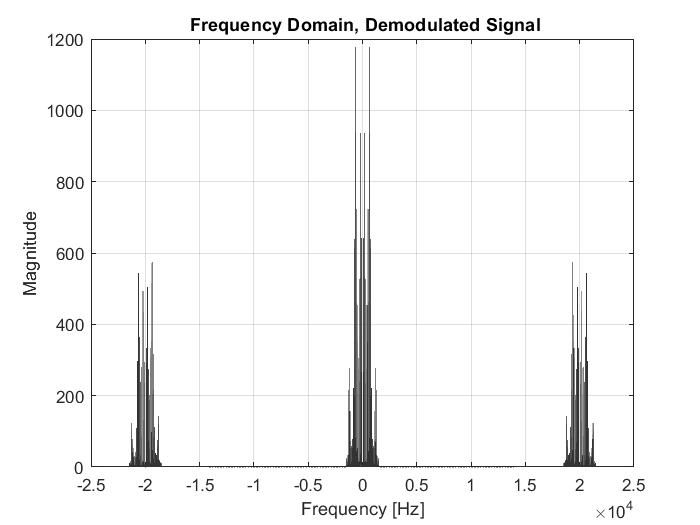 Frequency Domain, Demodulated Signal
1200
1000
800
600
400
200
0
Magnitude
-2.5 -2 -1.5 -1 -0.5 0 0.5 1 1.5 2 2.5
Frequency [Hz]
×10⁴